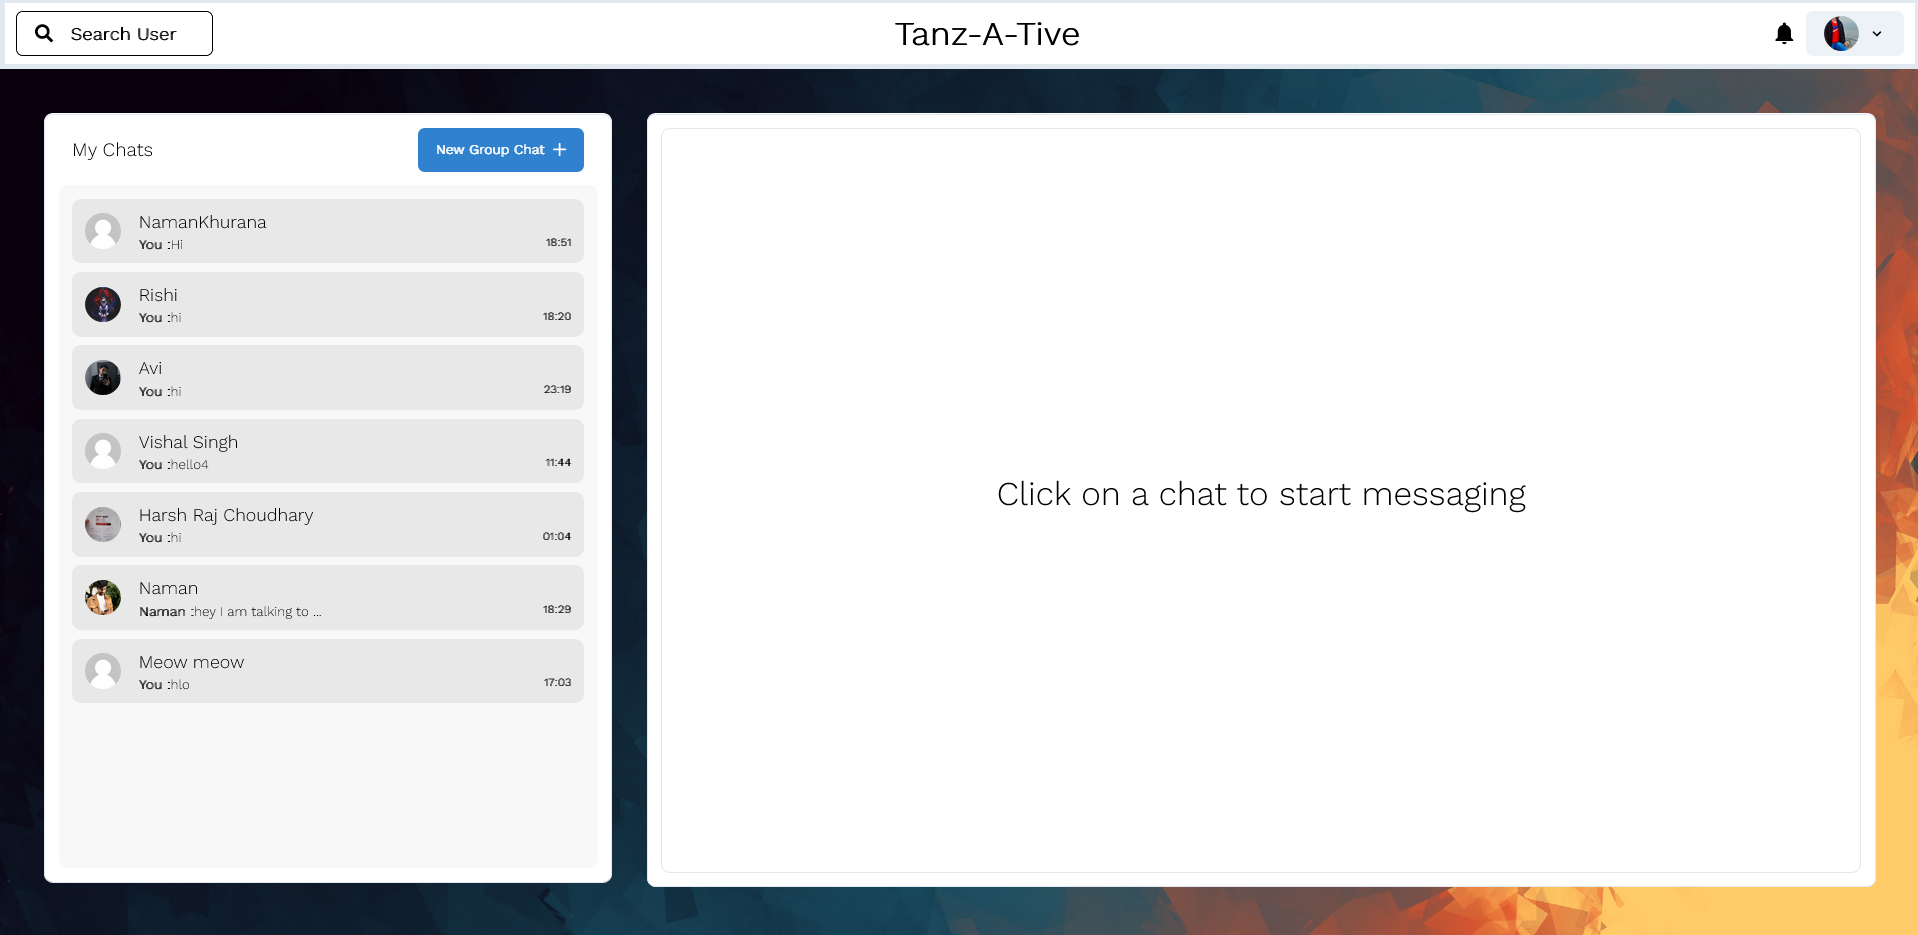 Search User
Tanz-A-Tive
My Chats
New Group Chat
NamanKhurana
You :Hi
18:51
Rishi
You :hi
18:20
Avi
You :hi
23:19
Vishal Singh
You :hello4
11:44
Harsh Raj Choudhary
You :hi
01:04
Naman
Naman :hey I am talking to ...
18:29
Meow meow
You :hlo
17:03
Click on a chat to start messaging